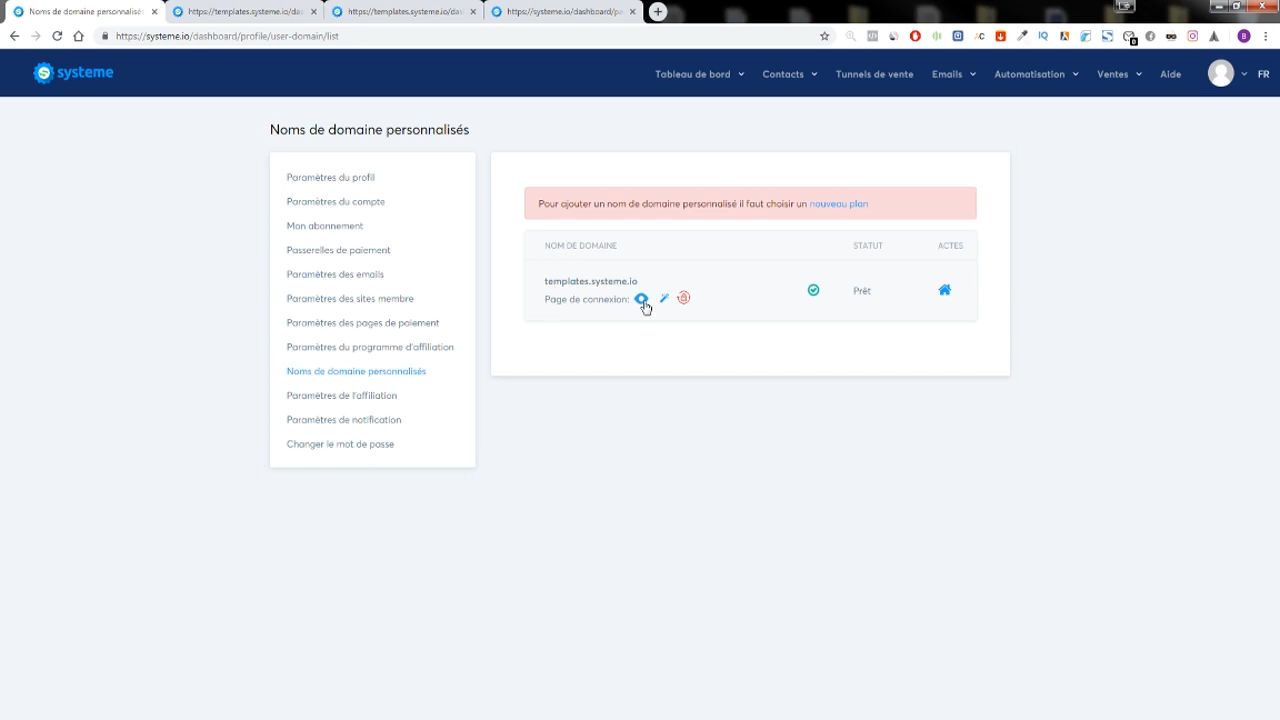 Noms de domaine personnalisés
https://templates.systeme.io/das
https://templates.systeme.io/das
https://systeme.io/dashboard/pa
https://systeme.io/dashboard/profile/user-domain/list
systeme
Tableau de bord
Contacts
Tunnels de vente
Emails
Automatisation
Ventes
Aide
FR
Noms de domaine personnalisés
Paramètres du profil
Paramètres du compte
Mon abonnement
Passerelles de paiement
Paramètres des emails
Paramètres des sites membre
Paramètres des pages de paiement
Paramètres du programme d'affiliation
Noms de domaine personnalisés
Paramètres de l'affiliation
Paramètres de notification
Changer le mot de passe
Pour ajouter un nom de domaine personnalisé il faut choisir un nouveau plan
NOM DE DOMAINE STATUT ACTES
templates.systeme.io
Page de connexion:
Prêt